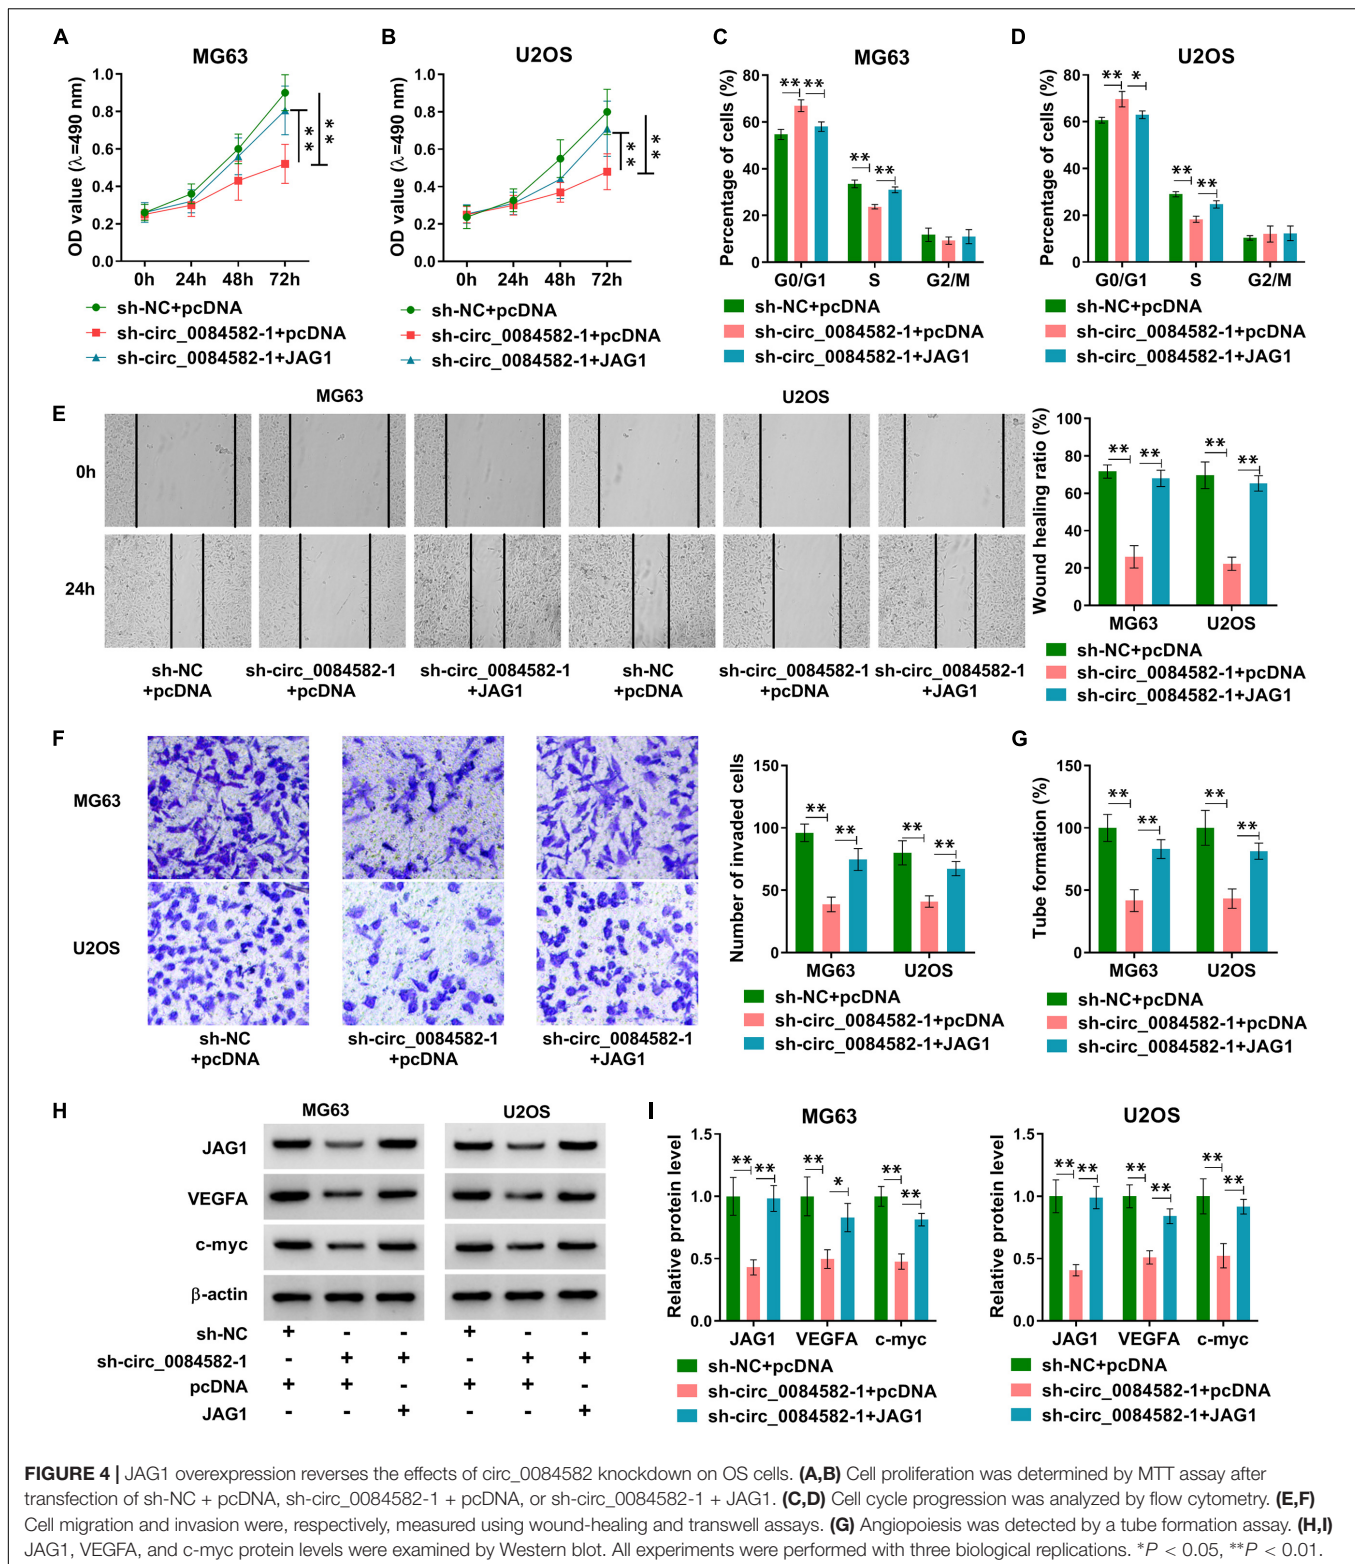 A
MG63
OD value (λ=490 nm)
1.0
0.8
0.6
0.4
0.2
0.0
0h 24h 48h 72h
**
**
sh-NC+pcDNA
sh-circ_0084582-1+pcDNA
sh-circ_0084582-1+JAG1
B
U2OS
OD value (λ=490 nm)
1.0
0.8
0.6
0.4
0.2
0.0
0h 24h 48h 72h
**
**
sh-NC+pcDNA
sh-circ_0084582-1+pcDNA
sh-circ_0084582-1+JAG1
C
MG63
Percentage of cells (%)
80
60
40
20
0
** **
** **
G0/G1 S G2/M
sh-NC+pcDNA
sh-circ_0084582-1+pcDNA
sh-circ_0084582-1+JAG1
D
U2OS
Percentage of cells (%)
80
60
40
20
0
** *
** **
G0/G1 S G2/M
sh-NC+pcDNA
sh-circ_0084582-1+pcDNA
sh-circ_0084582-1+JAG1
E
MG63 U2OS
0h
24h
sh-NC sh-circ_0084582-1 sh-circ_0084582-1 sh-NC sh-circ_0084582-1 sh-circ_0084582-1
+pcDNA +pcDNA +JAG1 +pcDNA +pcDNA +JAG1
Wound healing ratio (%)
100
80
60
40
20
0
** ** ** **
MG63 U2OS
sh-NC+pcDNA
sh-circ_0084582-1+pcDNA
sh-circ_0084582-1+JAG1
F
MG63
U2OS
sh-NC sh-circ_0084582-1 sh-circ_0084582-1
+pcDNA +pcDNA +JAG1
Number of invaded cells
150
100
50
0
** ** ** **
MG63 U2OS
sh-NC+pcDNA
sh-circ_0084582-1+pcDNA
sh-circ_0084582-1+JAG1
G
Tube formation (%)
150
100
50
0
** ** ** **
MG63 U2OS
sh-NC+pcDNA
sh-circ_0084582-1+pcDNA
sh-circ_0084582-1+JAG1
H
MG63 U2OS
JAG1
VEGFA
c-myc
β-actin
sh-NC + - - + - -
sh-circ_0084582-1 - + + - + +
pcDNA + + - + + -
JAG1 - - + - - +
I
MG63
Relative protein level
1.5
1.0
0.5
0.0
** ** ** * ** **
JAG1 VEGFA c-myc
sh-NC+pcDNA
sh-circ_0084582-1+pcDNA
sh-circ_0084582-1+JAG1
U2OS
Relative protein level
1.5
1.0
0.5
0.0
** ** ** ** ** **
JAG1 VEGFA c-myc
sh-NC+pcDNA
sh-circ_0084582-1+pcDNA
sh-circ_0084582-1+JAG1
FIGURE 4 | JAG1 overexpression reverses the effects of circ_0084582 knockdown on OS cells. (A,B) Cell proliferation was determined by MTT assay after
transfection of sh-NC + pcDNA, sh-circ_0084582-1 + pcDNA, or sh-circ_0084582-1 + JAG1. (C,D) Cell cycle progression was analyzed by flow cytometry. (E,F)
Cell migration and invasion were, respectively, measured using wound-healing and transwell assays. (G) Angiopoiesis was detected by a tube formation assay. (H,I)
JAG1, VEGFA, and c-myc protein levels were examined by Western blot. All experiments were performed with three biological replications. *P < 0.05, **P < 0.01.